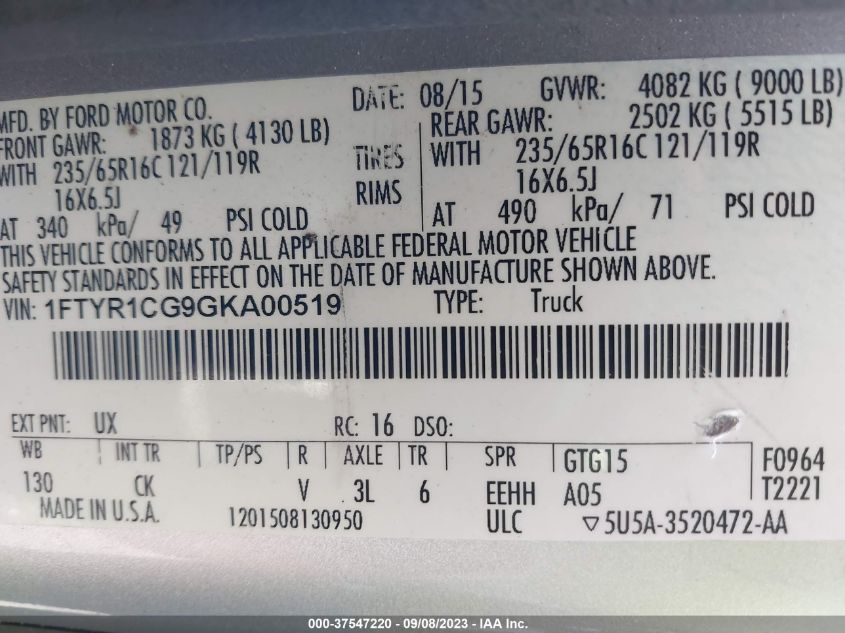 MFD. BY FORD MOTOR CO. DATE: 08/15 GVWR: 4082 KG ( 9000 LB)
FRONT GAWR: 1873 KG ( 4130 LB) REAR GAWR: 2502 KG ( 5515 LB)
WITH 235/65R16C 121/119R TIRES WITH 235/65R16C 121/119R
16X6.5J RIMS 16X6.5J
AT 340 kPa/ 49 PSI COLD AT 490 kPa/ 71 PSI COLD
THIS VEHICLE CONFORMS TO ALL APPLICABLE FEDERAL MOTOR VEHICLE
SAFETY STANDARDS IN EFFECT ON THE DATE OF MANUFACTURE SHOWN ABOVE.
VIN: 1FTYR1CG9GKA00519 TYPE: Truck
EXT PNT: UX RC: 16 DSO:
WB INT TR TP/PS R AXLE TR SPR GTG15 F0964
130 CK V 3L 6 EEHH A05 T2221
MADE IN U.S.A. 1201508130950 ULC ▽5U5A-3520472-AA
000-37547220 - 09/08/2023 - IAA Inc.